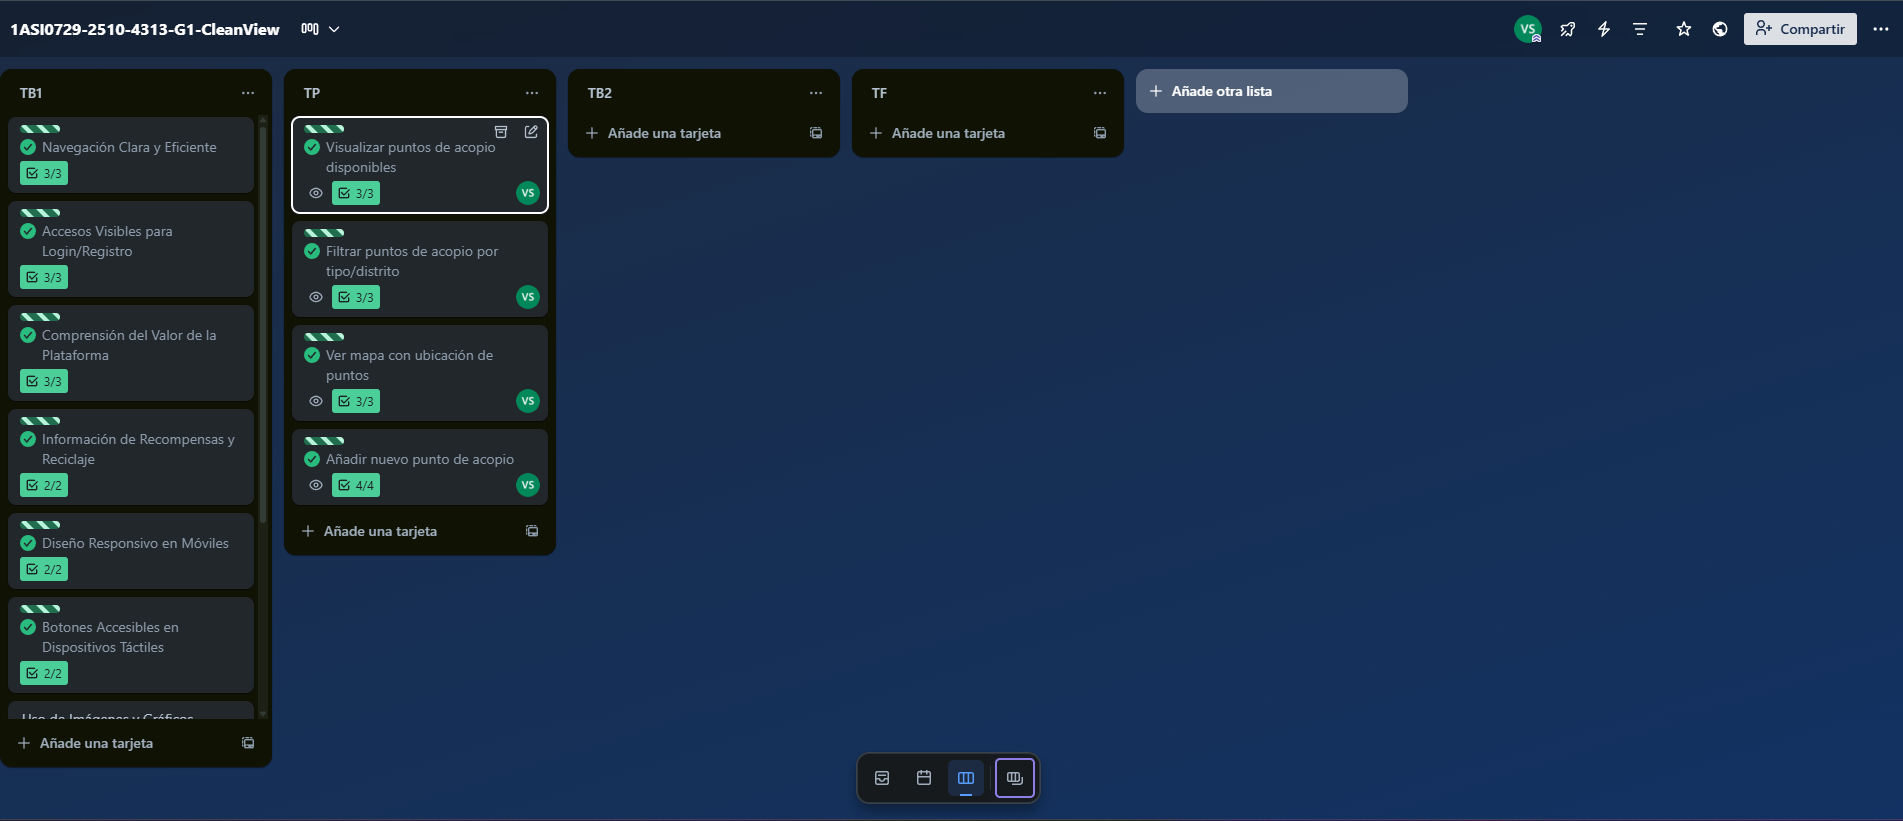 1ASI0729-2510-4313-G1-CleanView
VS
Compartir
TB1
Navegación Clara y Eficiente
3/3
Accesos Visibles para
Login/Registro
3/3
Comprensión del Valor de la
Plataforma
3/3
Información de Recompensas y
Reciclaje
2/2
Diseño Responsivo en Móviles
2/2
Botones Accesibles en
Dispositivos Táctiles
2/2
Uso de Imágenes y Gráficos
Añade una tarjeta
TP
Visualizar puntos de acopio
disponibles
3/3
VS
Filtrar puntos de acopio por
tipo/distrito
3/3
VS
Ver mapa con ubicación de
puntos
3/3
VS
Añadir nuevo punto de acopio
4/4
VS
Añade una tarjeta
TB2
Añade una tarjeta
TF
Añade una tarjeta
Añade otra lista